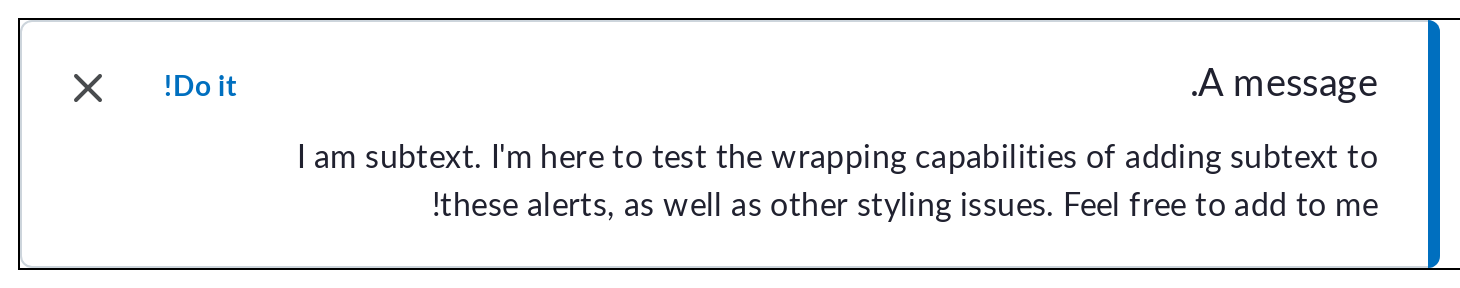 .A message
!Do it
I am subtext. I'm here to test the wrapping capabilities of adding subtext to
!these alerts, as well as other styling issues. Feel free to add to me